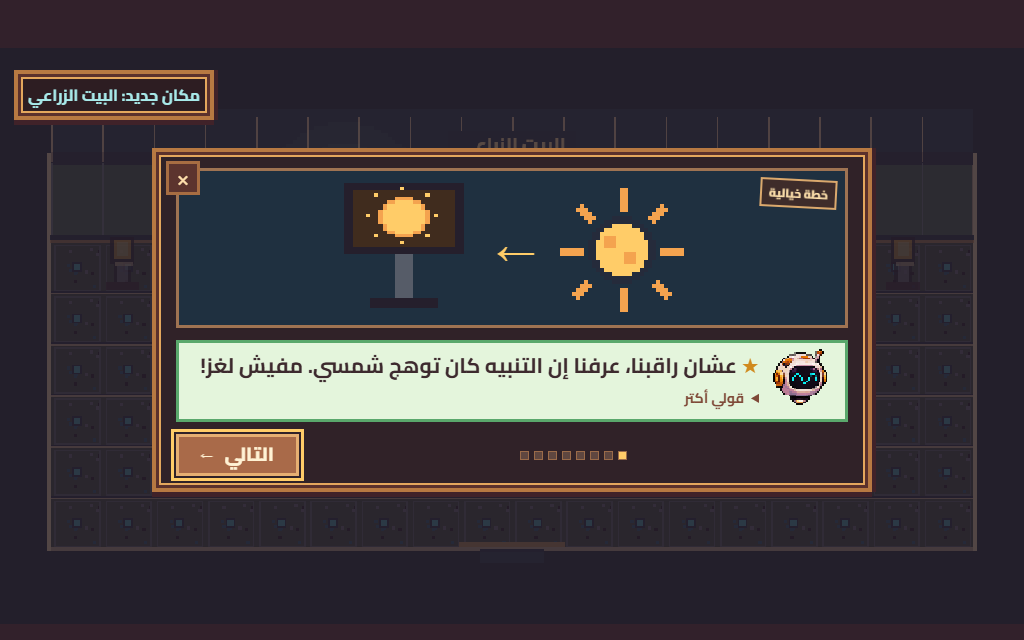 مكان جديد: البيت الزراعي
خطة خيالية
×
←
★ عشان راقبنا، عرفنا إن التنبيه كان توهج شمسي. مفيش لغز!
◄ قولي أكتر
التالي ←